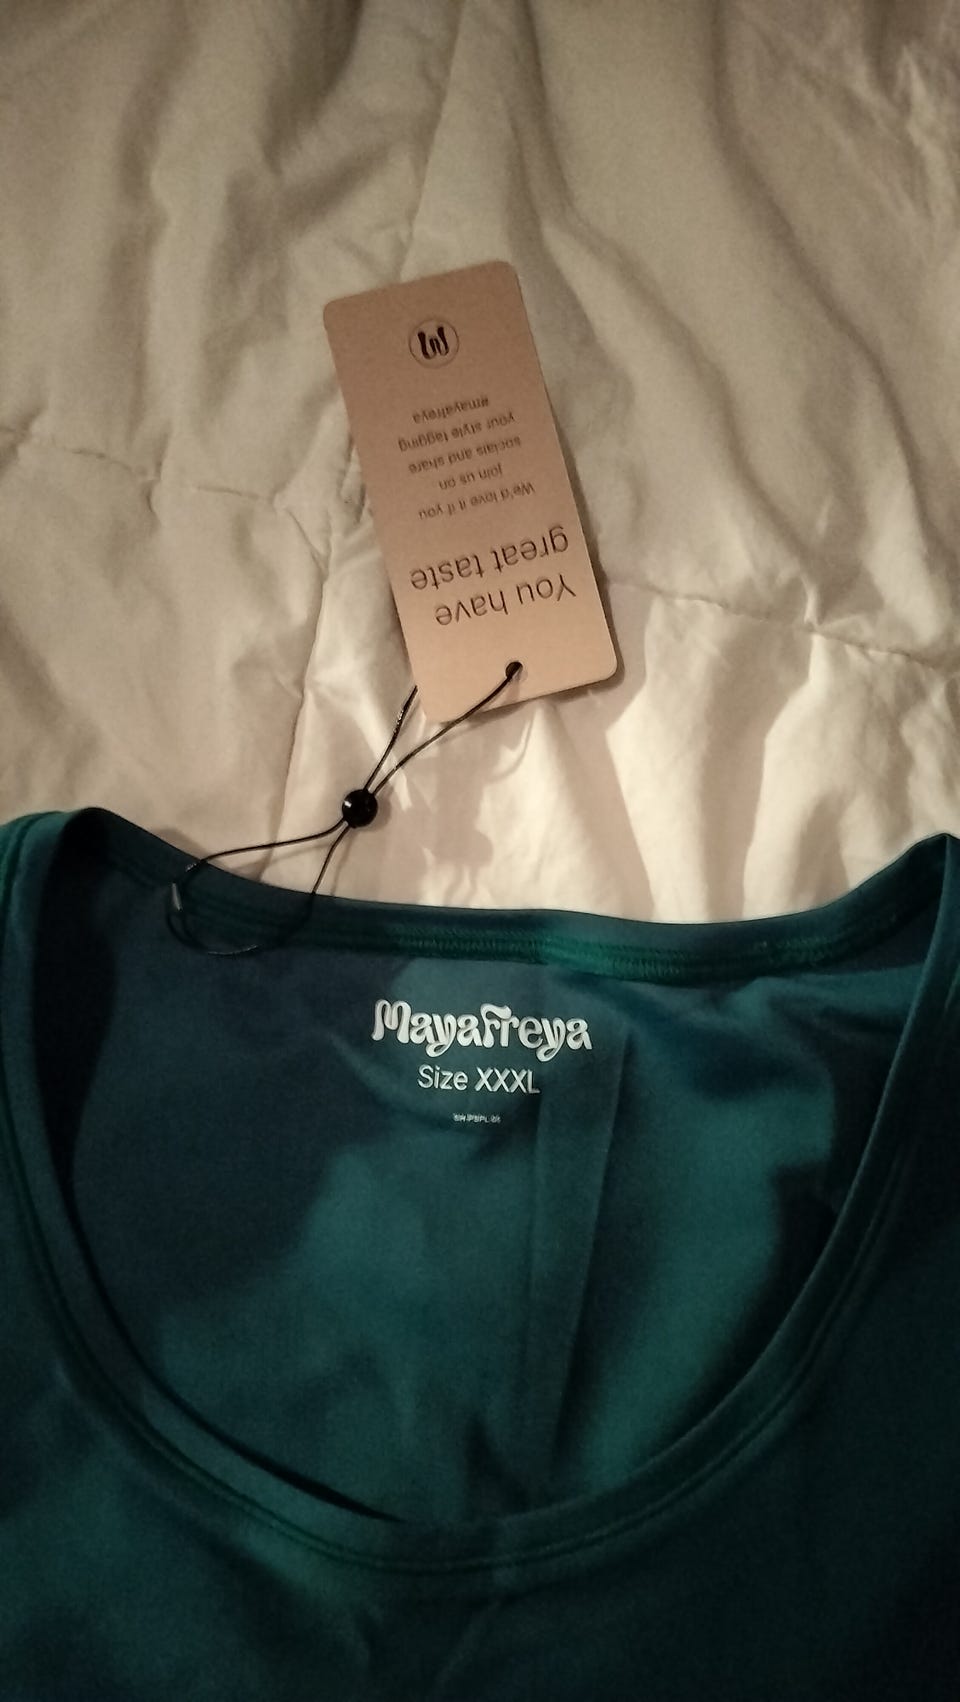 You have
great taste
We'd love it if you
join us on
socials and share
your style tagging
#mayafreya
MayaFreya
Size XXXL